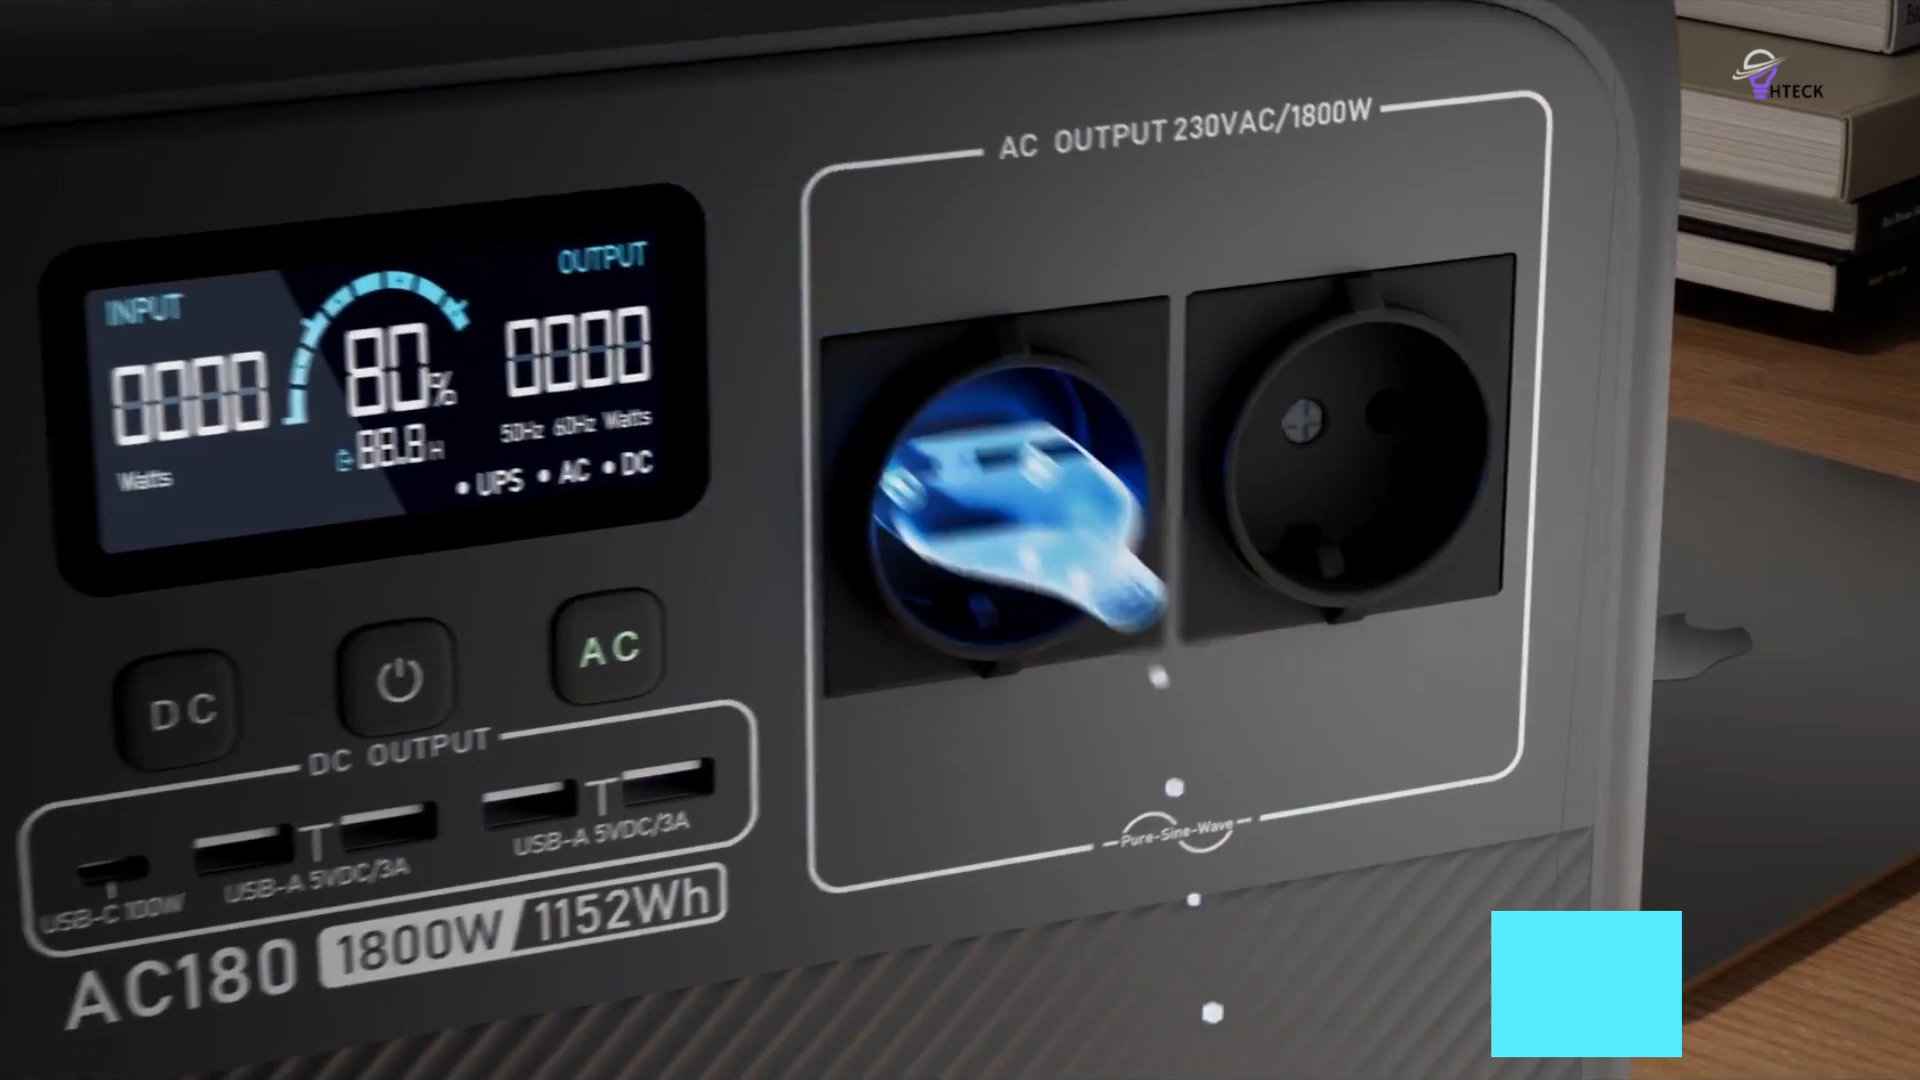 HTECK
AC OUTPUT 230VAC/1800W
INPUT
OUTPUT
0000
80%
0000
88.8H
50Hz 60Hz Watts
Watts
• UPS • AC • DC
DC
AC
DC OUTPUT
USB-C 100W
USB-A 5VDC/3A
USB-A 5VDC/3A
Pure-Sine-Wave
AC180 1800W/1152Wh